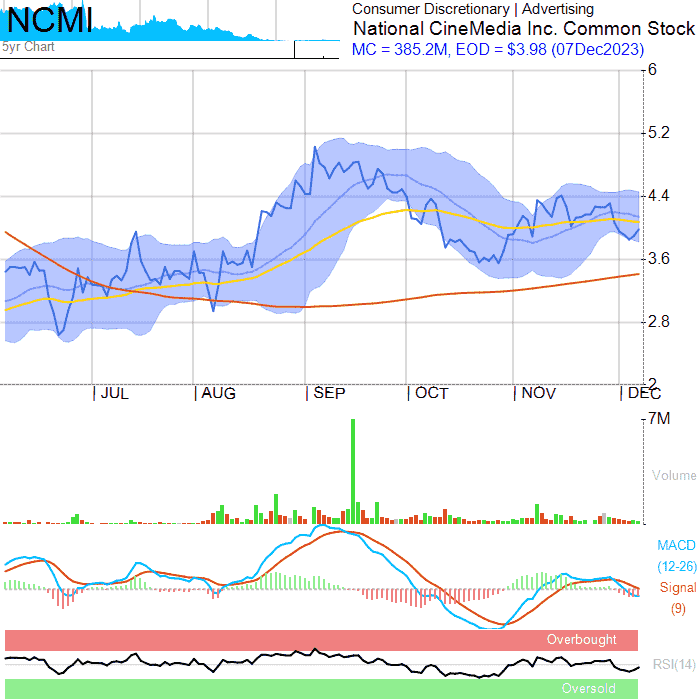 NCMI
5yr Chart
Consumer Discretionary | Advertising
National CineMedia Inc. Common Stock
MC = 385.2M, EOD = $3.98 (07Dec2023)
6
5.2
4.4
3.6
2.8
2
JUL
AUG
SEP
OCT
NOV
DEC
7M
Volume
MACD
(12-26)
Signal
(9)
Overbought
RSI(14)
Oversold